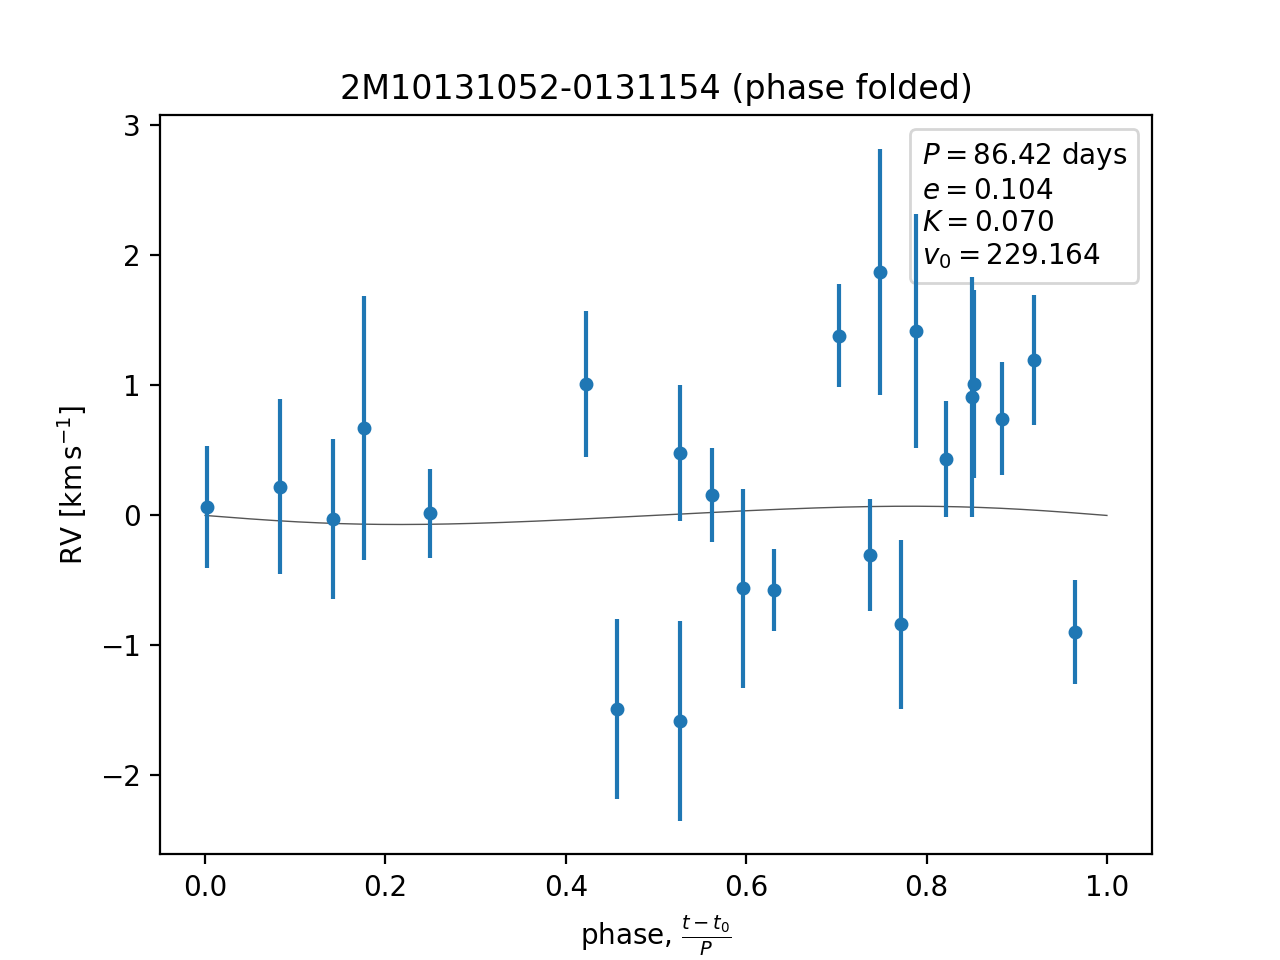 2M10131052-0131154 (phase folded)
P = 86.42 days
e = 0.104
K = 0.070
v₀ = 229.164
3
2
1
0
−1
−2
RV [km s⁻¹]
0.0 0.2 0.4 0.6 0.8 1.0
phase, (t − t₀)/P